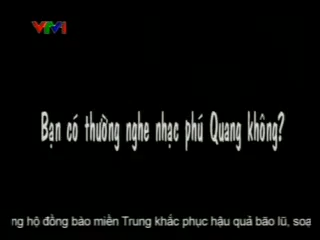 VTV1
Bạn có thường nghe nhạc phú Quang không?
ng hộ đồng bào miền Trung khắc phục hậu quả bão lũ, soạ